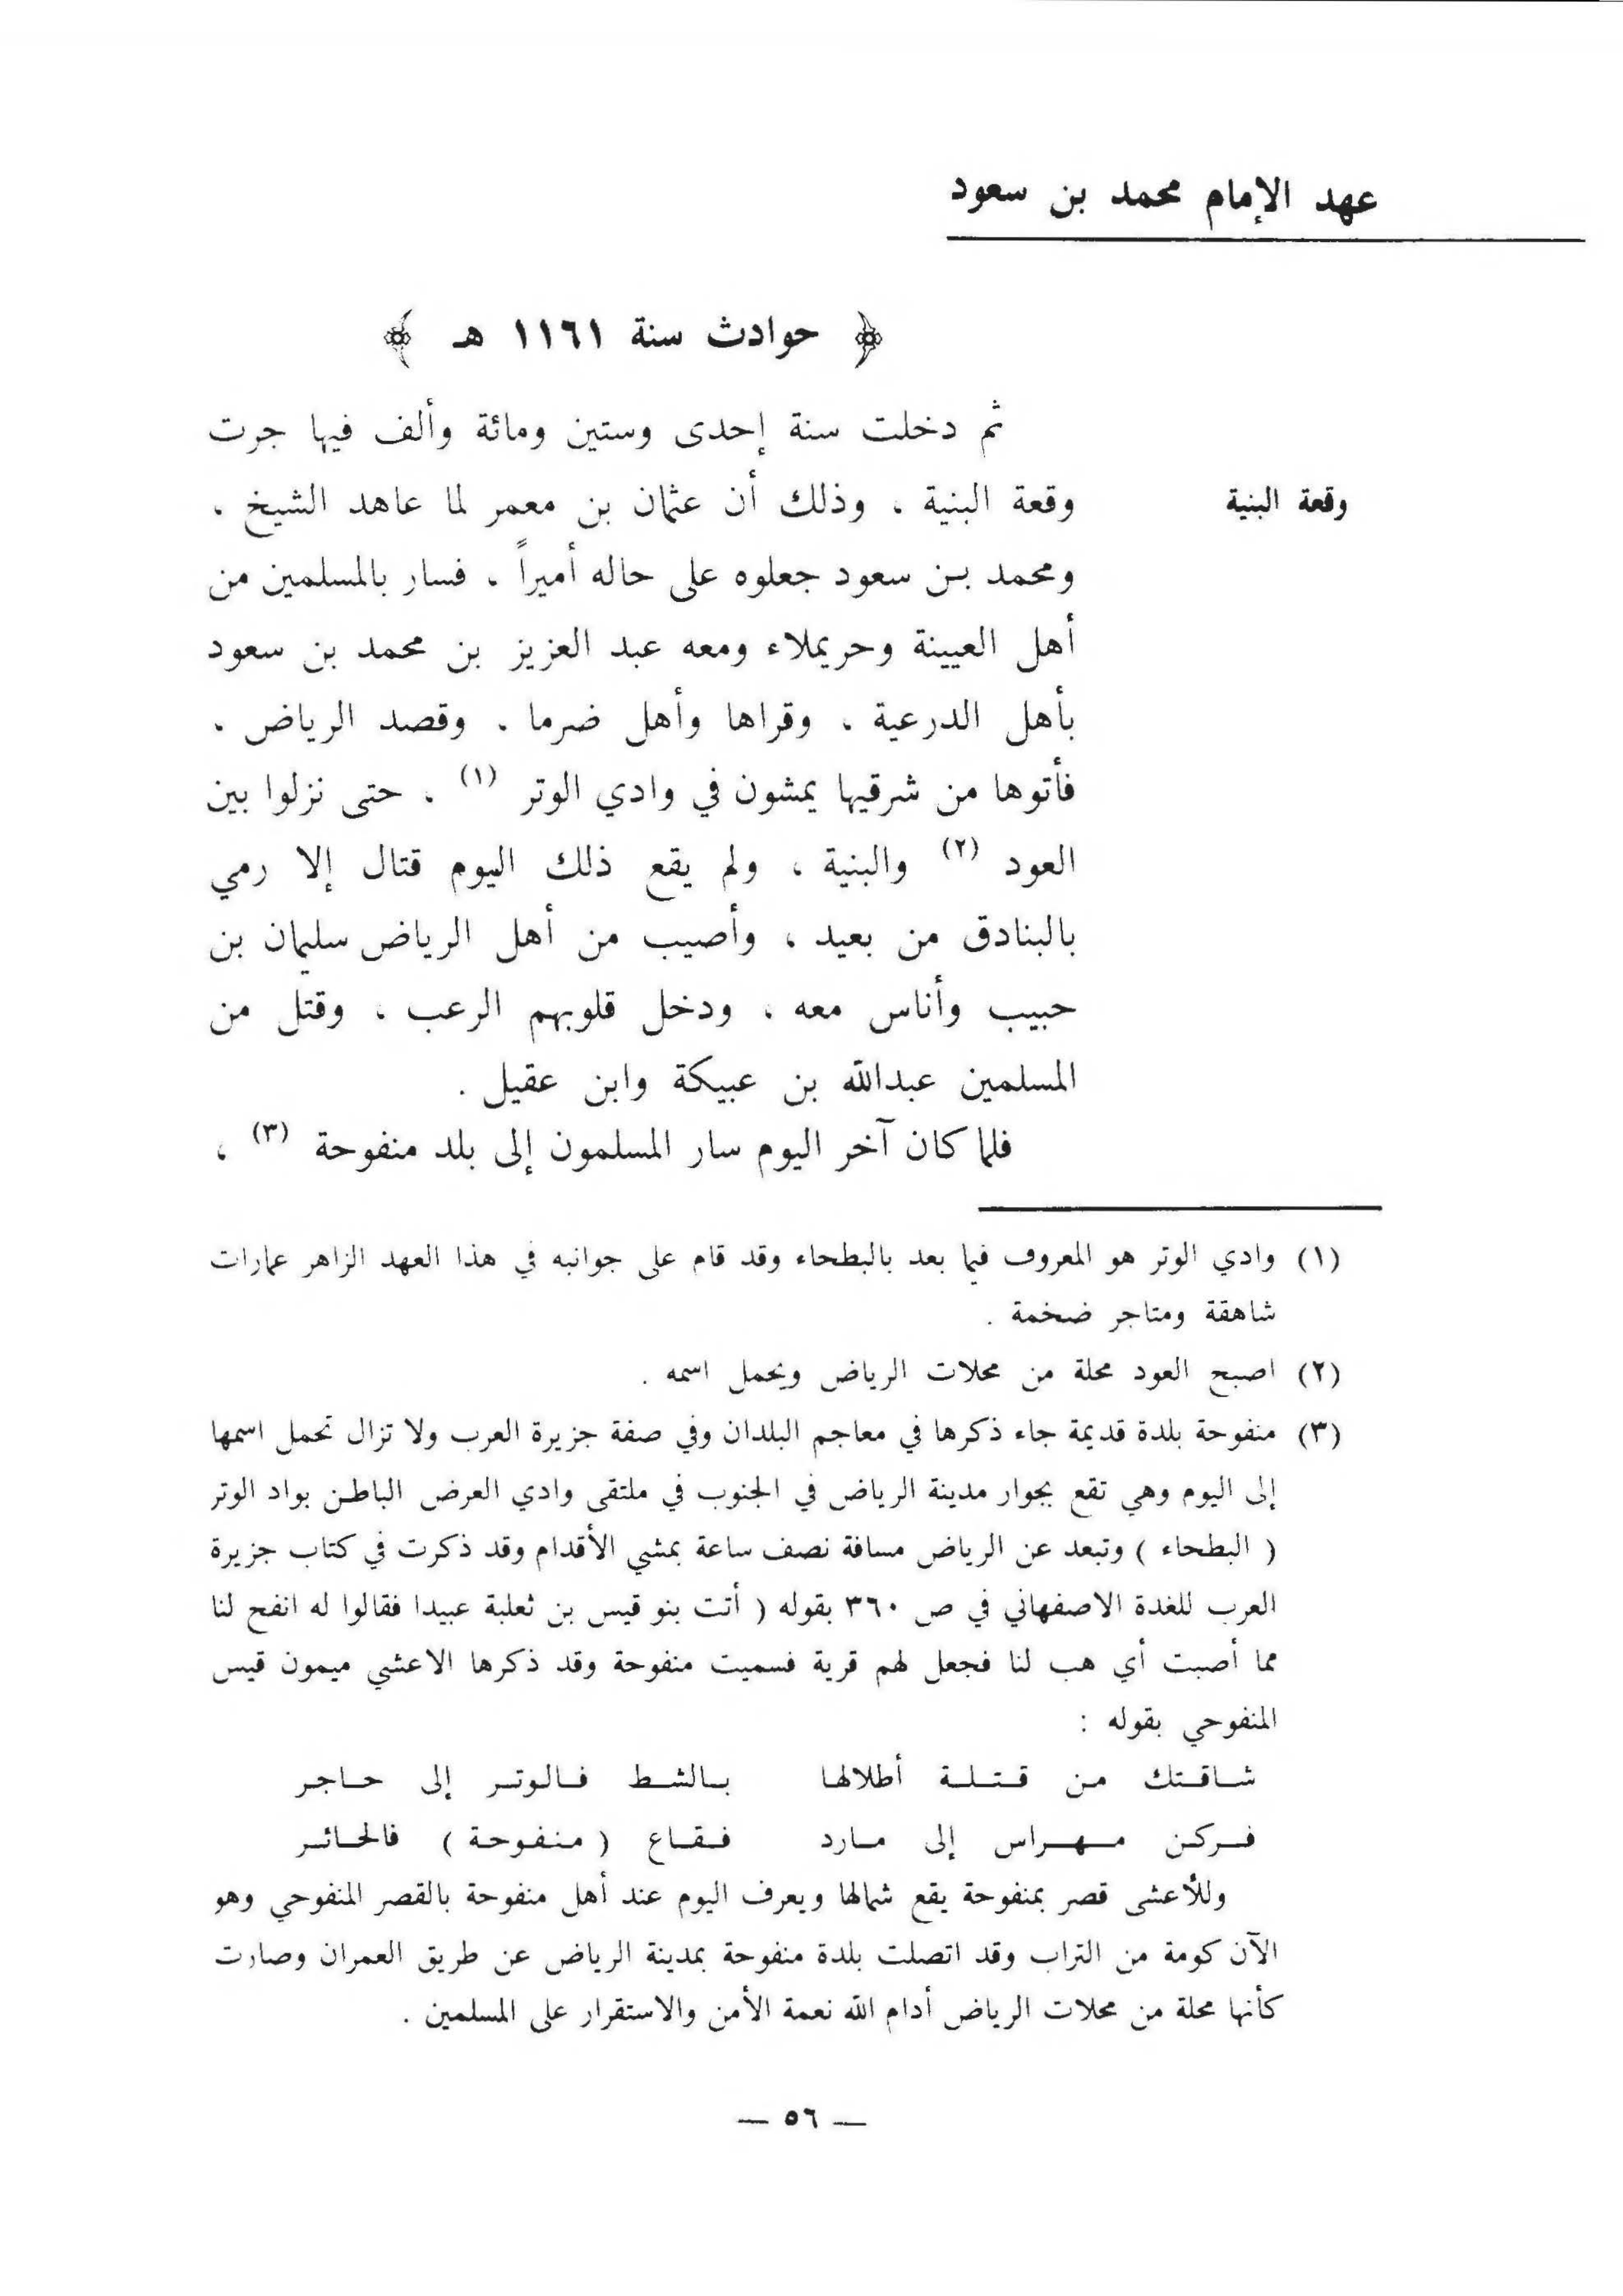 عهد الإمام محمد بن سعود
﴿ حوادث سنة ١١٦١ هـ ﴾
ثم دخلت سنة إحدى وستين ومائة وألف فيها جرت
وقعة البنية
وقعة البنية ، وذلك أن عثمان بن معمر لما عاهد الشيخ ،
ومحمد بن سعود جعلوه على حاله أميراً ، فسار بالمسلمين من
أهل العيينة وحريملاء ومعه عبد العزيز بن محمد بن سعود
بأهل الدرعية ، وقراها وأهل ضرما ، وقصد الرياض ،
فأتوها من شرقيها يمشون في وادي الوتر (١) ، حتى نزلوا بين
العود (٢) والبنية ، ولم يقع ذلك اليوم قتال إلا رمي
بالبنادق من بعيد ، وأصيب من أهل الرياض سليمان بن
حبيب وأناس معه ، ودخل قلوبهم الرعب ، وقتل من
المسلمين عبدالله بن عبيكة وابن عقيل .
فلما كان آخر اليوم سار المسلمون إلى بلد منفوحة (٣) ،
(١) وادي الوتر هو المعروف فيما بعد بالبطحاء وقد قام على جوانبه في هذا العهد الزاهر عمارات
شاهقة ومتاجر ضخمة .
(٢) اصبح العود محلة من محلات الرياض ويحمل اسمه .
(٣) منفوحة بلدة قديمة جاء ذكرها في معاجم البلدان وفي صفة جزيرة العرب ولا تزال تحمل اسمها
إلى اليوم وهي تقع بجوار مدينة الرياض في الجنوب في ملتقى وادي العرض الباطن بواد الوتر
( البطحاء ) وتبعد عن الرياض مسافة نصف ساعة بمشي الأقدام وقد ذكرت في كتاب جزيرة
العرب للغدة الاصفهاني في ص ٣٦٠ بقوله ( أتت بنو قيس بن ثعلبة عبيدا فقالوا له انفح لنا
مما أصبت أي هب لنا فجعل لهم قرية فسميت منفوحة وقد ذكرها الاعشي ميمون قيس
المنفوحي بقوله :
شاقتك من قتلة أطلالها بالشط فالوتر إلى حاجر
فركن مهراس إلى مارد فقاع ( منفوحة ) فالحائر
وللأعشى قصر بمنفوحة يقع شمالها ويعرف اليوم عند أهل منفوحة بالقصر المنفوحي وهو
الآن كومة من التراب وقد اتصلت بلدة منفوحة بمدينة الرياض عن طريق العمران وصارت
كأنها محلة من محلات الرياض أدام الله نعمة الأمن والاستقرار على المسلمين .
— ٥٦ —